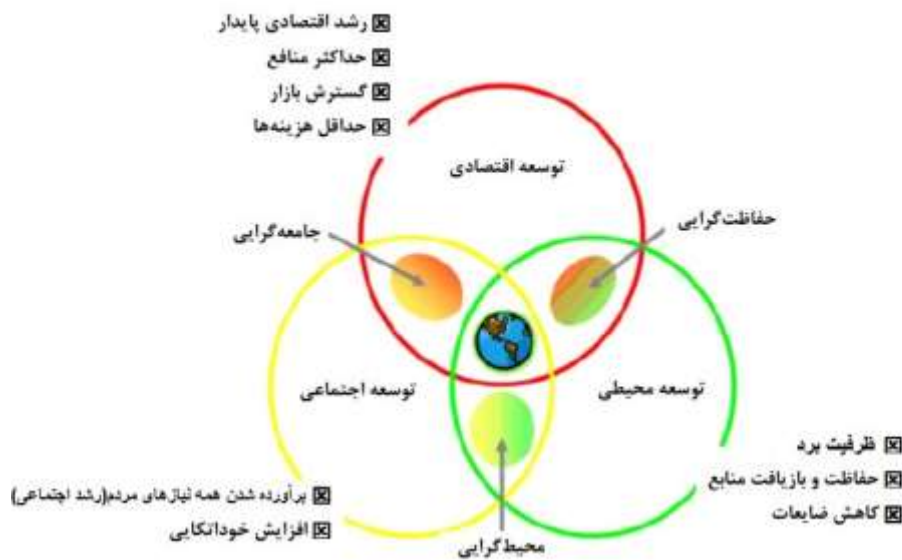 رشد اقتصادی پایدار
حداکثر منافع
گسترش بازار
حداقل هزینه‌ها
توسعه اقتصادی
حفاظت‌گرایی
جامعه‌گرایی
توسعه محیطی
توسعه اجتماعی
ظرفیت برد
حفاظت و بازیافت منابع
کاهش ضایعات
برآورده شدن همه نیازهای مردم(رشد اجتماعی)
افزایش خوداتکایی
محیط‌گرایی